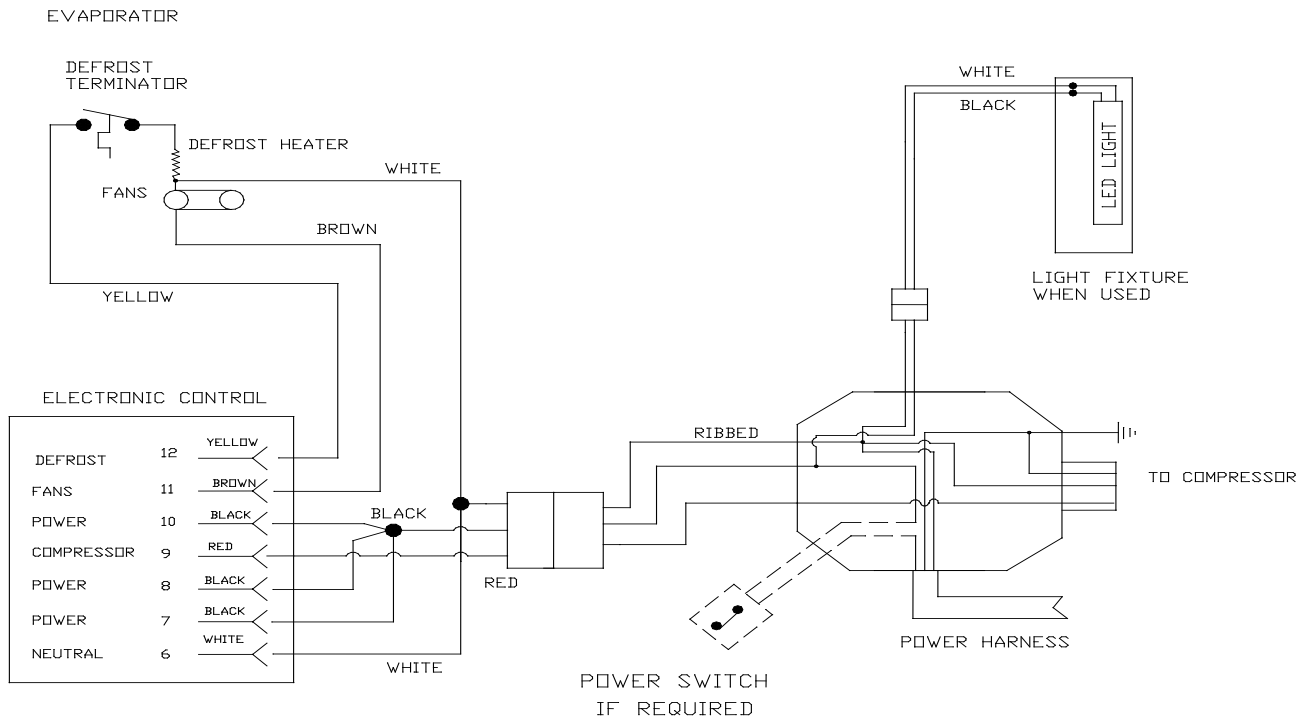 EVAPORATOR
DEFROST
TERMINATOR
DEFROST HEATER
WHITE
FANS
BROWN
YELLOW
WHITE
BLACK
LED LIGHT
LIGHT FIXTURE
WHEN USED
ELECTRONIC CONTROL
DEFROST 12 YELLOW
FANS 11 BROWN
POWER 10 BLACK
COMPRESSOR 9 RED
POWER 8 BLACK
POWER 7 BLACK
NEUTRAL 6 WHITE
BLACK
RED
WHITE
RIBBED
TO COMPRESSOR
POWER HARNESS
POWER SWITCH
IF REQUIRED